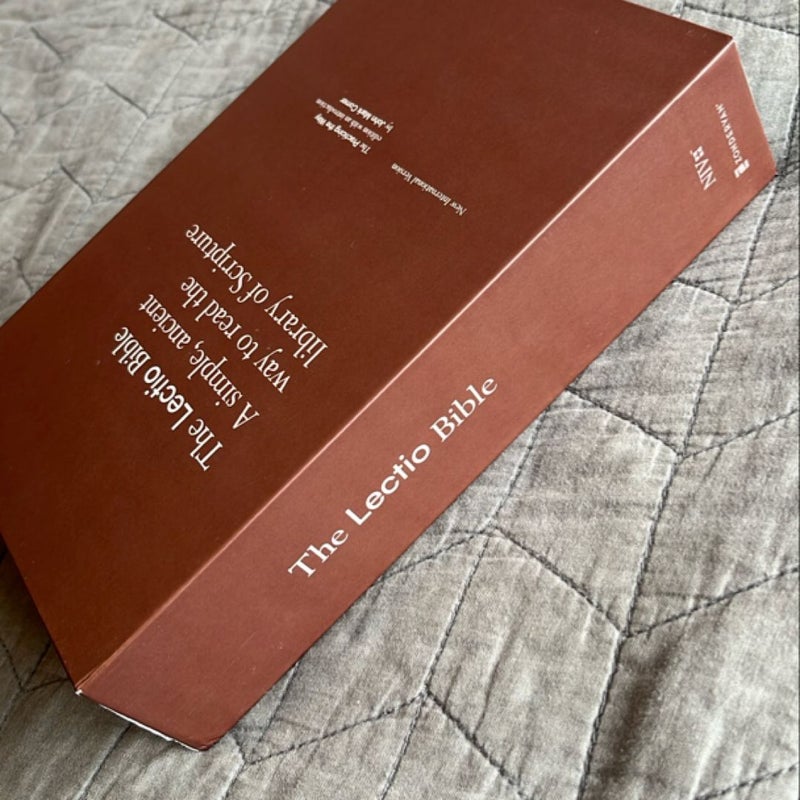 The Lectio Bible
A simple, ancient
way to read the
library of Scripture
New International Version
The Practicing the Way
edition with an introduction
by John Mark Comer
The Lectio Bible
NIV
ZONDERVAN